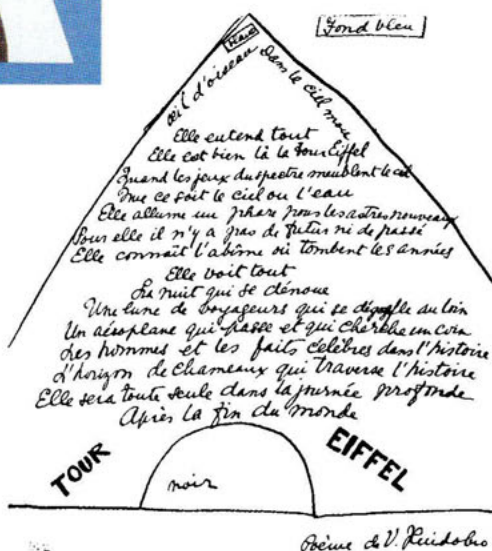 Fond bleu
Blanc
œil d'oiseau dans le ciel mou
Elle entend tout
Elle est bien là la Tour Eiffel
Quand les jeux du spectre meublent le ciel
Que ce soit le ciel ou l'eau
Elle allume un phare pour les astres nouveaux
Pour elle il n'y a pas de futur ni de passé
Elle connaît l'abîme où tombent les années
Elle voit tout
La nuit qui se dénoue
Une lune de voyageurs qui se dégonfle au loin
Un aéroplane qui passe et qui cherche un coin
Les hommes et les faits célèbres dans l'histoire
L'horizon de chameaux qui traverse l'histoire
Elle sera toute seule dans la journée profonde
Après la fin du monde
TOUR EIFFEL
noir
Poème de V. Huidobro